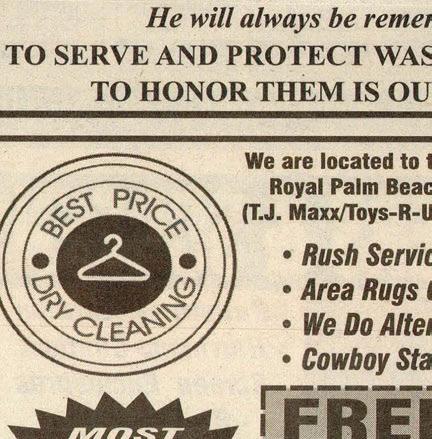 He will always be remer
TO SERVE AND PROTECT WAS
TO HONOR THEM IS OU
We are located to t
Royal Palm Beac
(T.J. Maxx/Toys-R-U
BEST PRICE
DRY CLEANING
• Rush Servic
• Area Rugs
• We Do Alter
• Cowboy Sta
MOST
FREE